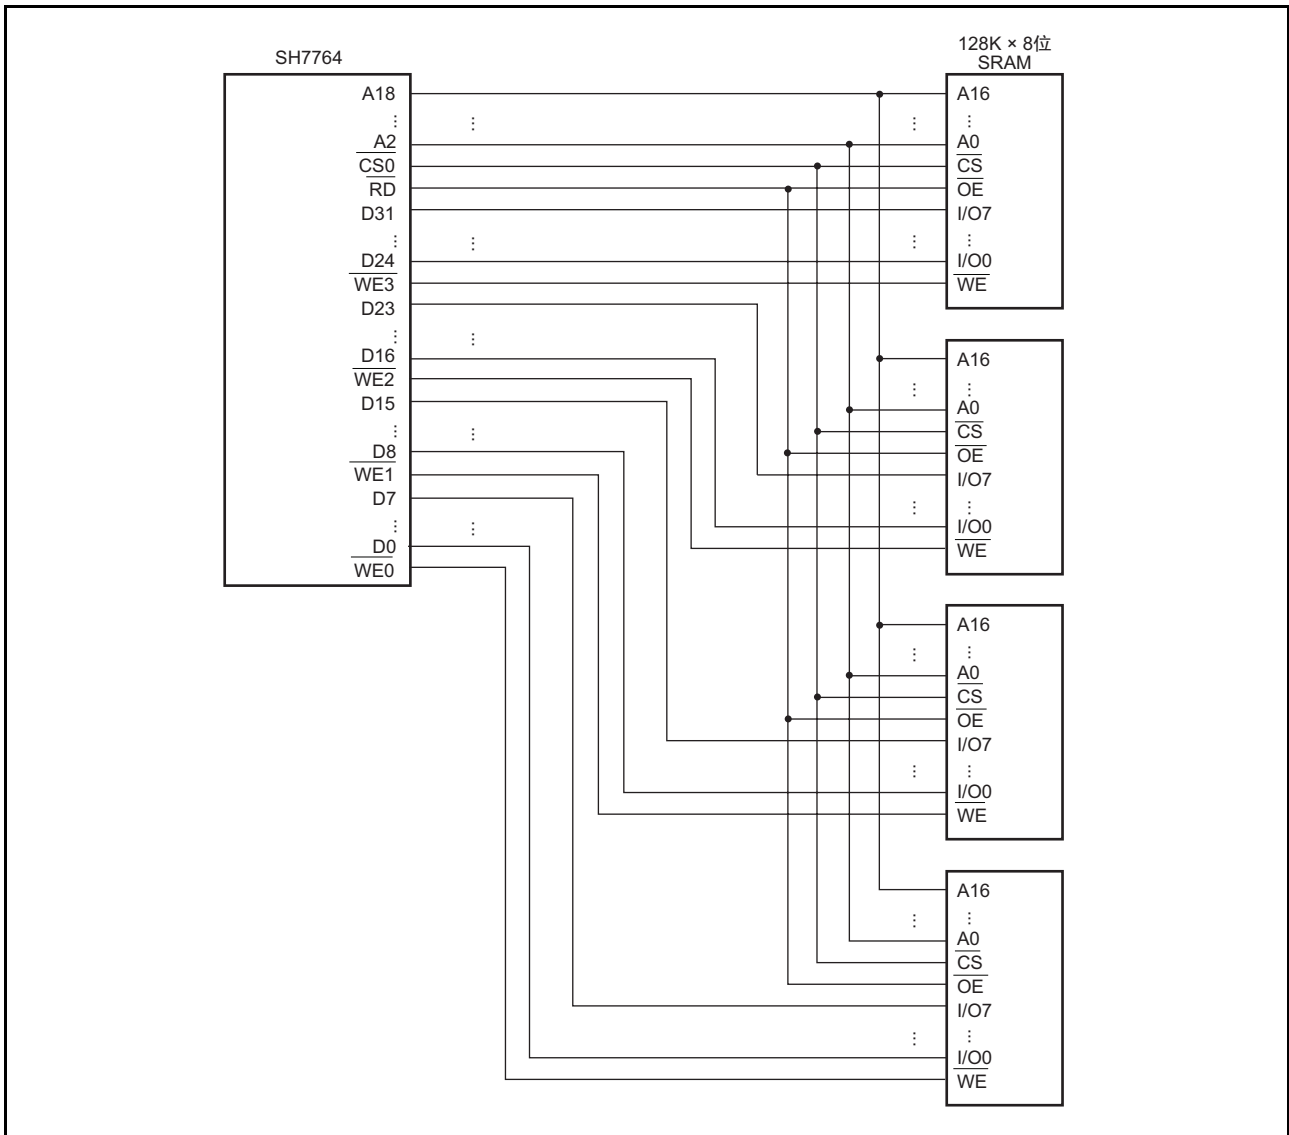 SH7764
A18
⋮
A2
CS0
RD
D31
⋮
D24
WE3
D23
⋮
D16
WE2
D15
⋮
D8
WE1
D7
⋮
D0
WE0
128K × 8位
SRAM
A16
⋮
A0
CS
OE
I/O7
⋮
I/O0
WE
A16
⋮
A0
CS
OE
I/O7
⋮
I/O0
WE
A16
⋮
A0
CS
OE
I/O7
⋮
I/O0
WE
A16
⋮
A0
CS
OE
I/O7
⋮
I/O0
WE